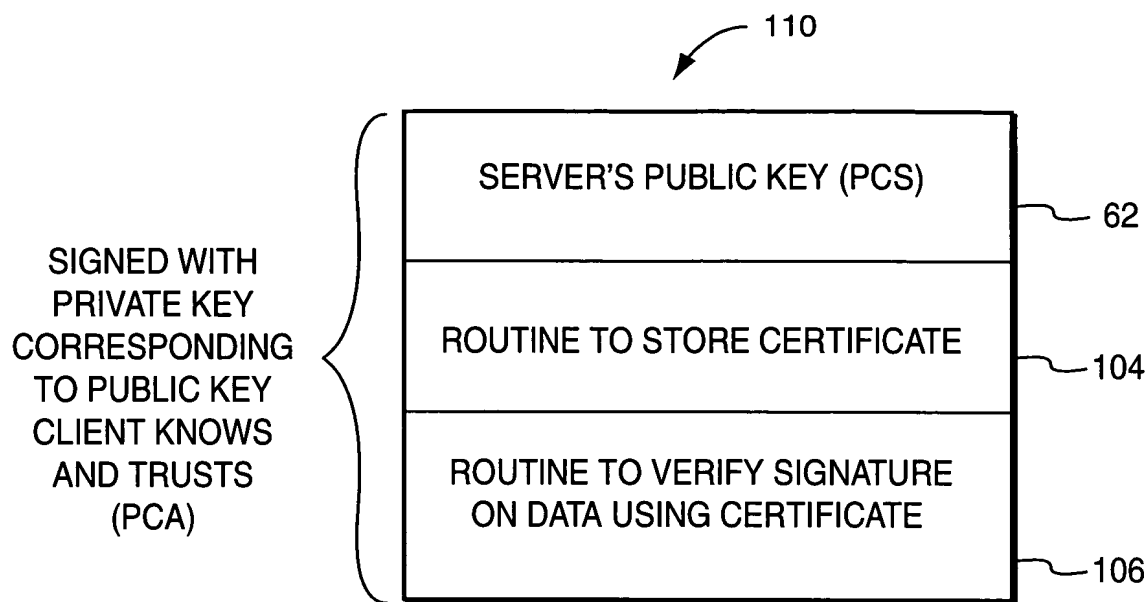 110
SERVER'S PUBLIC KEY (PCS)
62
SIGNED WITH
PRIVATE KEY
CORRESPONDING
TO PUBLIC KEY
CLIENT KNOWS
AND TRUSTS
(PCA)
ROUTINE TO STORE CERTIFICATE
104
ROUTINE TO VERIFY SIGNATURE
ON DATA USING CERTIFICATE
106